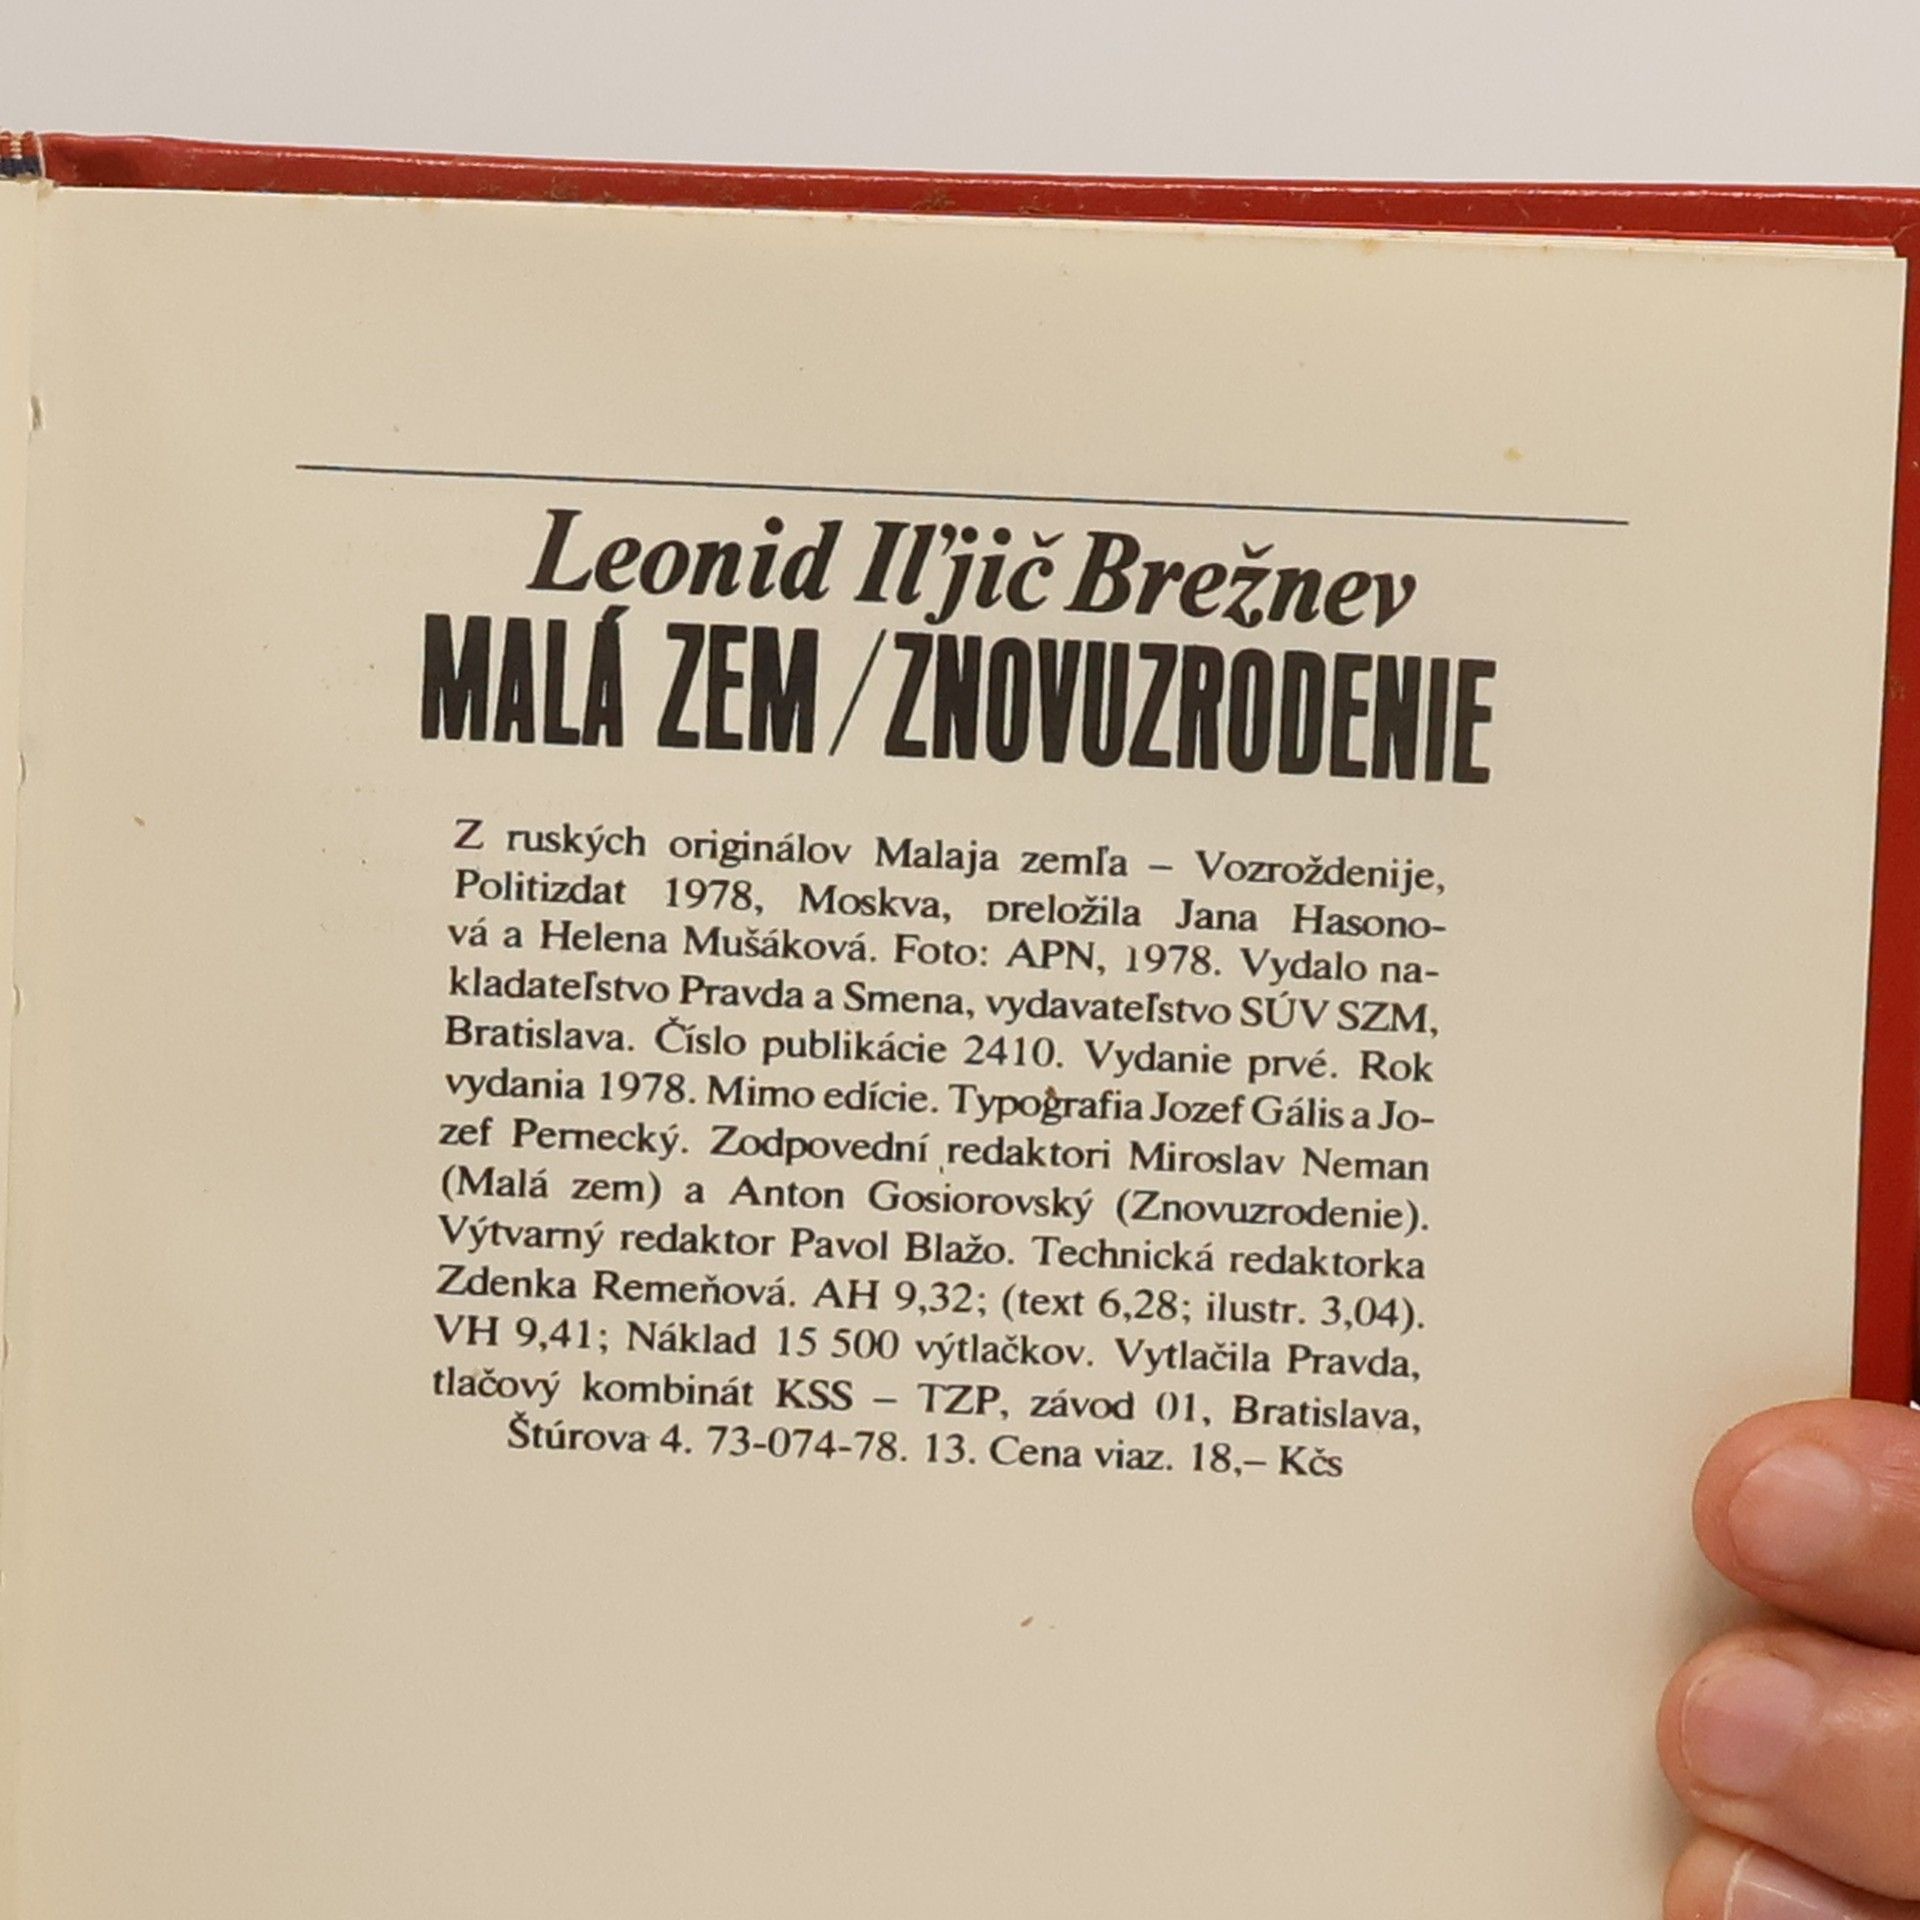 Leonid Iľjič Brežnev
MALÁ ZEM / ZNOVUZRODENIE
Z ruských originálov Malaja zemľa – Vozroždenije,
Politizdat 1978, Moskva, preložila Jana Hasono-
vá a Helena Mušáková. Foto: APN, 1978. Vydalo na-
kladateľstvo Pravda a Smena, vydavateľstvo SÚV SZM,
Bratislava. Číslo publikácie 2410. Vydanie prvé. Rok
vydania 1978. Mimo edície. Typografia Jozef Gális a Jo-
zef Pernecký. Zodpovední redaktori Miroslav Neman
(Malá zem) a Anton Gosiorovský (Znovuzrodenie).
Výtvarný redaktor Pavol Blažo. Technická redaktorka
Zdenka Remeňová. AH 9,32; (text 6,28; ilustr. 3,04).
VH 9,41; Náklad 15 500 výtlačkov. Vytlačila Pravda,
tlačový kombinát KSS – TZP, závod 01, Bratislava,
Štúrova 4. 73-074-78. 13. Cena viaz. 18,– Kčs